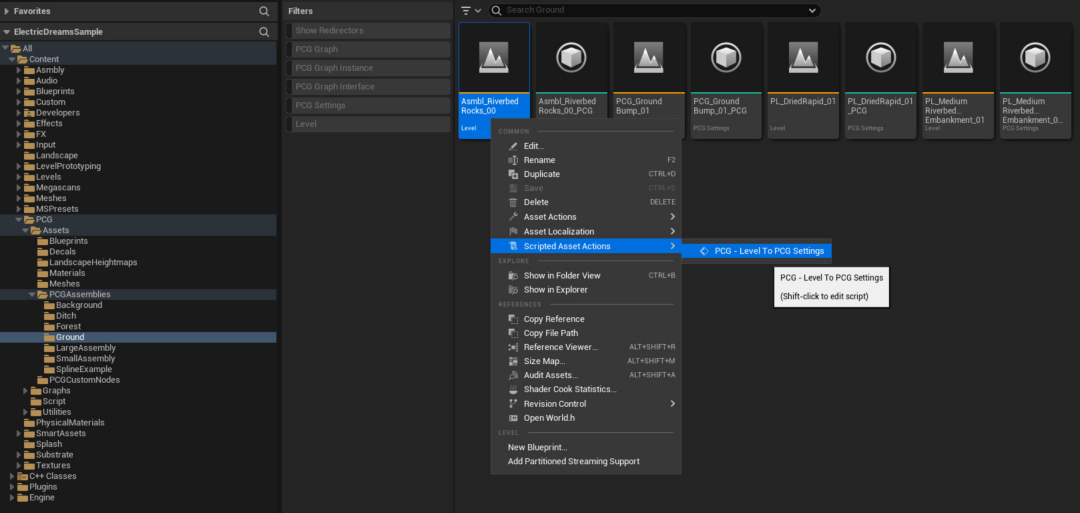 Favorites
ElectricDreamsSample
All
Content
Asmbly
Audio
Blueprints
Custom
Developers
Effects
FX
Input
Landscape
LevelPrototyping
Levels
Megascans
Meshes
MSPresets
PCG
Assets
Blueprints
Decals
LandscapeHeightmaps
Materials
Meshes
PCGAssemblies
Background
Ditch
Forest
Ground
LargeAssembly
SmallAssembly
SplineExample
PCGCustomNodes
Graphs
Script
Utilities
PhysicalMaterials
SmartAssets
Splash
Substrate
Textures
C++ Classes
Plugins
Engine
Filters
Show Redirectors
PCG Graph
PCG Graph Instance
PCG Graph Interface
PCG Settings
Level
Search Ground
Asmbl_Riverbed
Rocks_00
Level
Asmbl_Riverbed
Rocks_00_PCG
PCG_Ground
Bump_01
PCG_Ground
Bump_01_PCG
PCG Settings
PL_DriedRapid_01
Level
PL_DriedRapid_01
_PCG
PCG Settings
PL_Medium
Riverbed...
Embankment_01
Level
PL_Medium
Riverbed...
Embankment_0...
PCG Settings
COMMON
Edit...
Rename F2
Duplicate CTRL+D
Save CTRL+S
Delete DELETE
Asset Actions
Asset Localization
Scripted Asset Actions
PCG - Level To PCG Settings
PCG - Level To PCG Settings
(Shift-click to edit script)
EXPLORE
Show in Folder View CTRL+B
Show in Explorer
REFERENCES
Copy Reference
Copy File Path
Reference Viewer... ALT+SHIFT+R
Size Map... ALT+SHIFT+M
Audit Assets... ALT+SHIFT+A
Shader Cook Statistics...
Revision Control
Open World.h
LEVEL
New Blueprint...
Add Partitioned Streaming Support